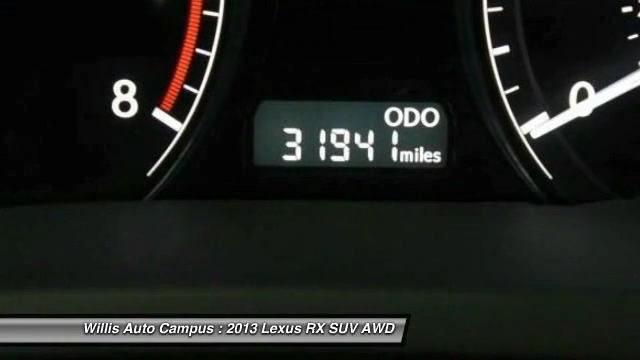 8
ODO
0
31941 miles
Willis Auto Campus : 2013 Lexus RX SUV AWD